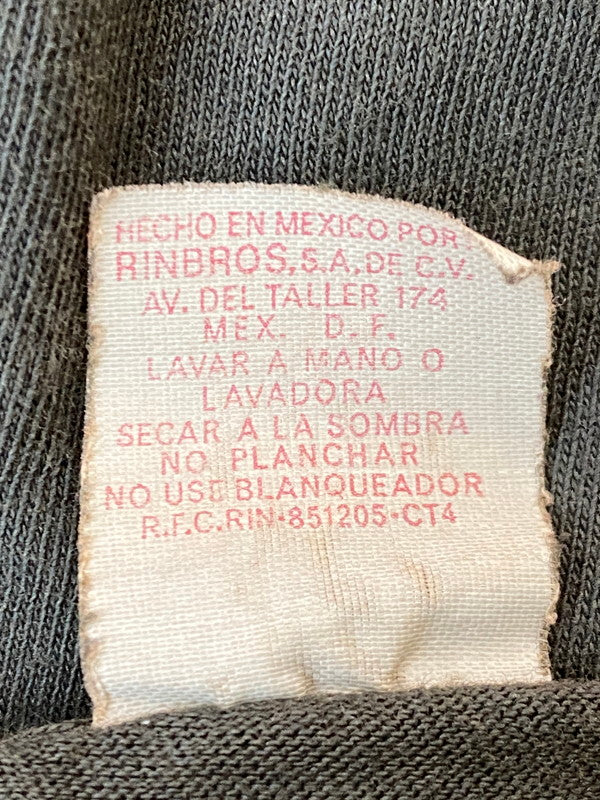 HECHO EN MEXICO POR
RINBROS, S.A. DE C.V.
AV. DEL TALLER 174
MEX. D. F.
LAVAR A MANO O
LAVADORA
SECAR A LA SOMBRA
NO PLANCHAR
NO USE BLANQUEADOR
R.F.C. RIN-851205-CT4